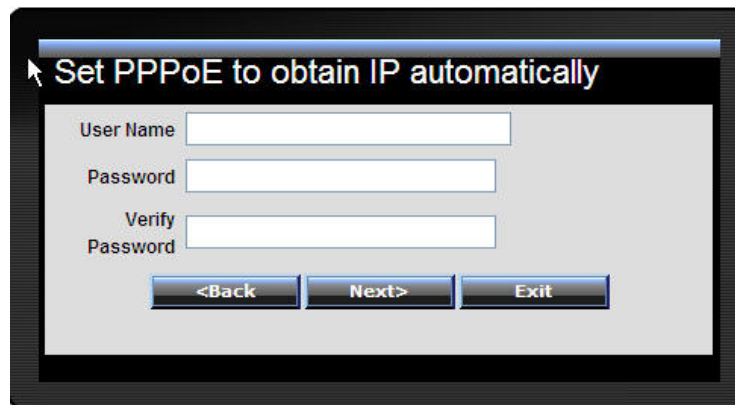 Set PPPoE to obtain IP automatically
User Name
Password
Verify
Password
<Back Next> Exit